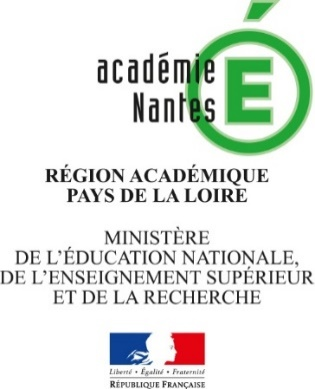 académie
Nantes
É
RÉGION ACADÉMIQUE
PAYS DE LA LOIRE
MINISTÈRE
DE L'ÉDUCATION NATIONALE,
DE L'ENSEIGNEMENT SUPÉRIEUR
ET DE LA RECHERCHE
Liberté • Égalité • Fraternité
RÉPUBLIQUE FRANÇAISE